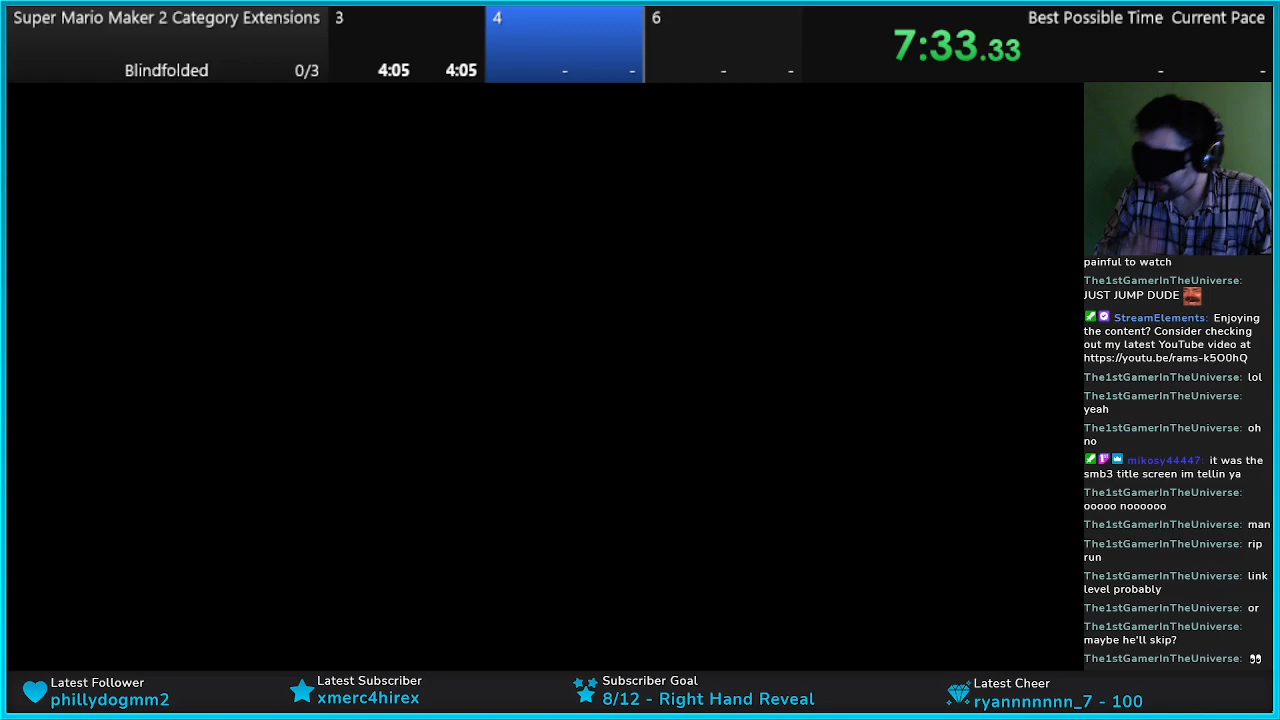 Super Mario Maker 2 Category Extensions
Blindfolded 0/3
3
4:05 4:05
4
- -
6
- -
7:33.33
Best Possible Time Current Pace
- -
painful to watch
The1stGamerInTheUniverse:
JUST JUMP DUDE
StreamElements: Enjoying
the content? Consider checking
out my latest YouTube video at
https://youtu.be/rams-k5O0hQ
The1stGamerInTheUniverse: lol
The1stGamerInTheUniverse:
yeah
The1stGamerInTheUniverse: oh
no
mikosy44447: it was the
smb3 title screen im tellin ya
The1stGamerInTheUniverse:
ooooo noooooo
The1stGamerInTheUniverse: man
The1stGamerInTheUniverse: rip
run
The1stGamerInTheUniverse: link
level probably
The1stGamerInTheUniverse: or
The1stGamerInTheUniverse:
maybe he'll skip?
The1stGamerInTheUniverse: 👀
Latest Follower
phillydogmm2
Latest Subscriber
xmerc4hirex
Subscriber Goal
8/12 - Right Hand Reveal
Latest Cheer
ryannnnnnn_7 - 100